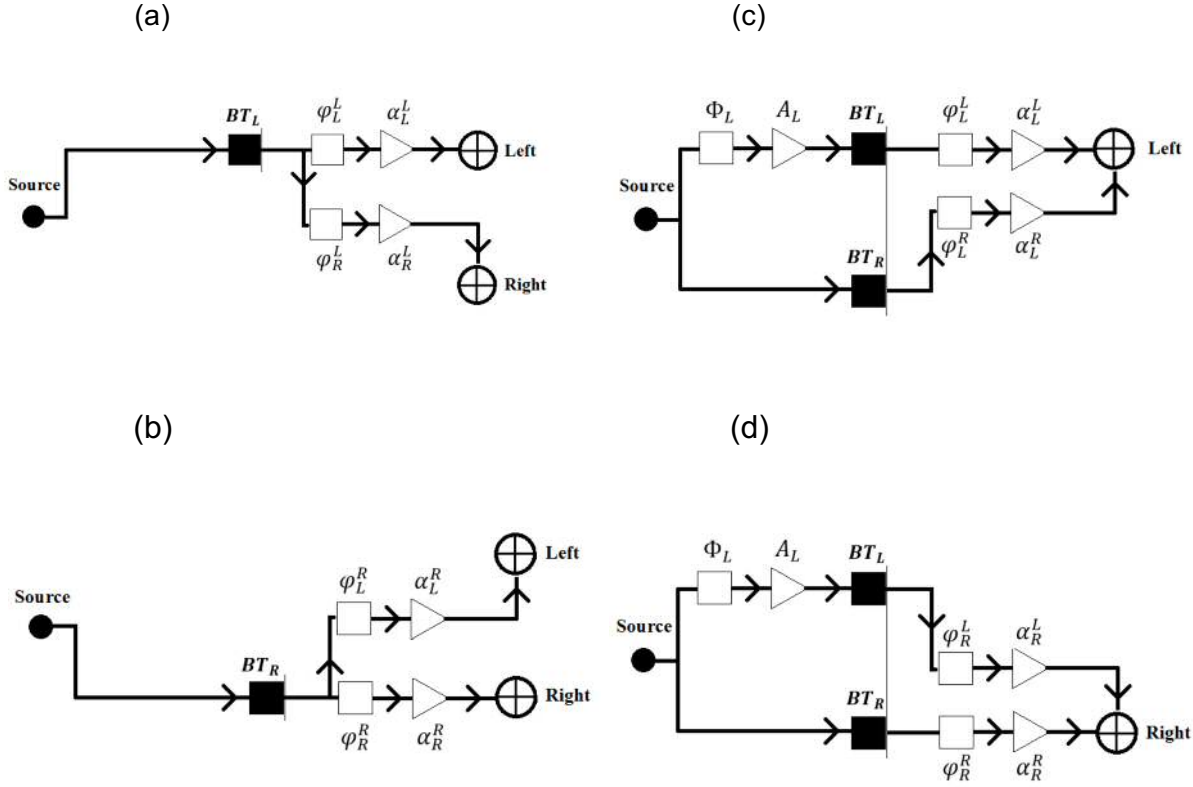 (a)
BT_L
φ_L^L
α_L^L
Left
Source
φ_R^L
α_R^L
Right
(c)
Φ_L
A_L
BT_L
φ_L^L
α_L^L
Left
Source
BT_R
φ_L^R
α_L^R
(b)
Left
φ_L^R
α_L^R
Source
BT_R
Right
φ_R^R
α_R^R
(d)
Φ_L
A_L
BT_L
Source
φ_R^L
α_R^L
BT_R
Right
φ_R^R
α_R^R